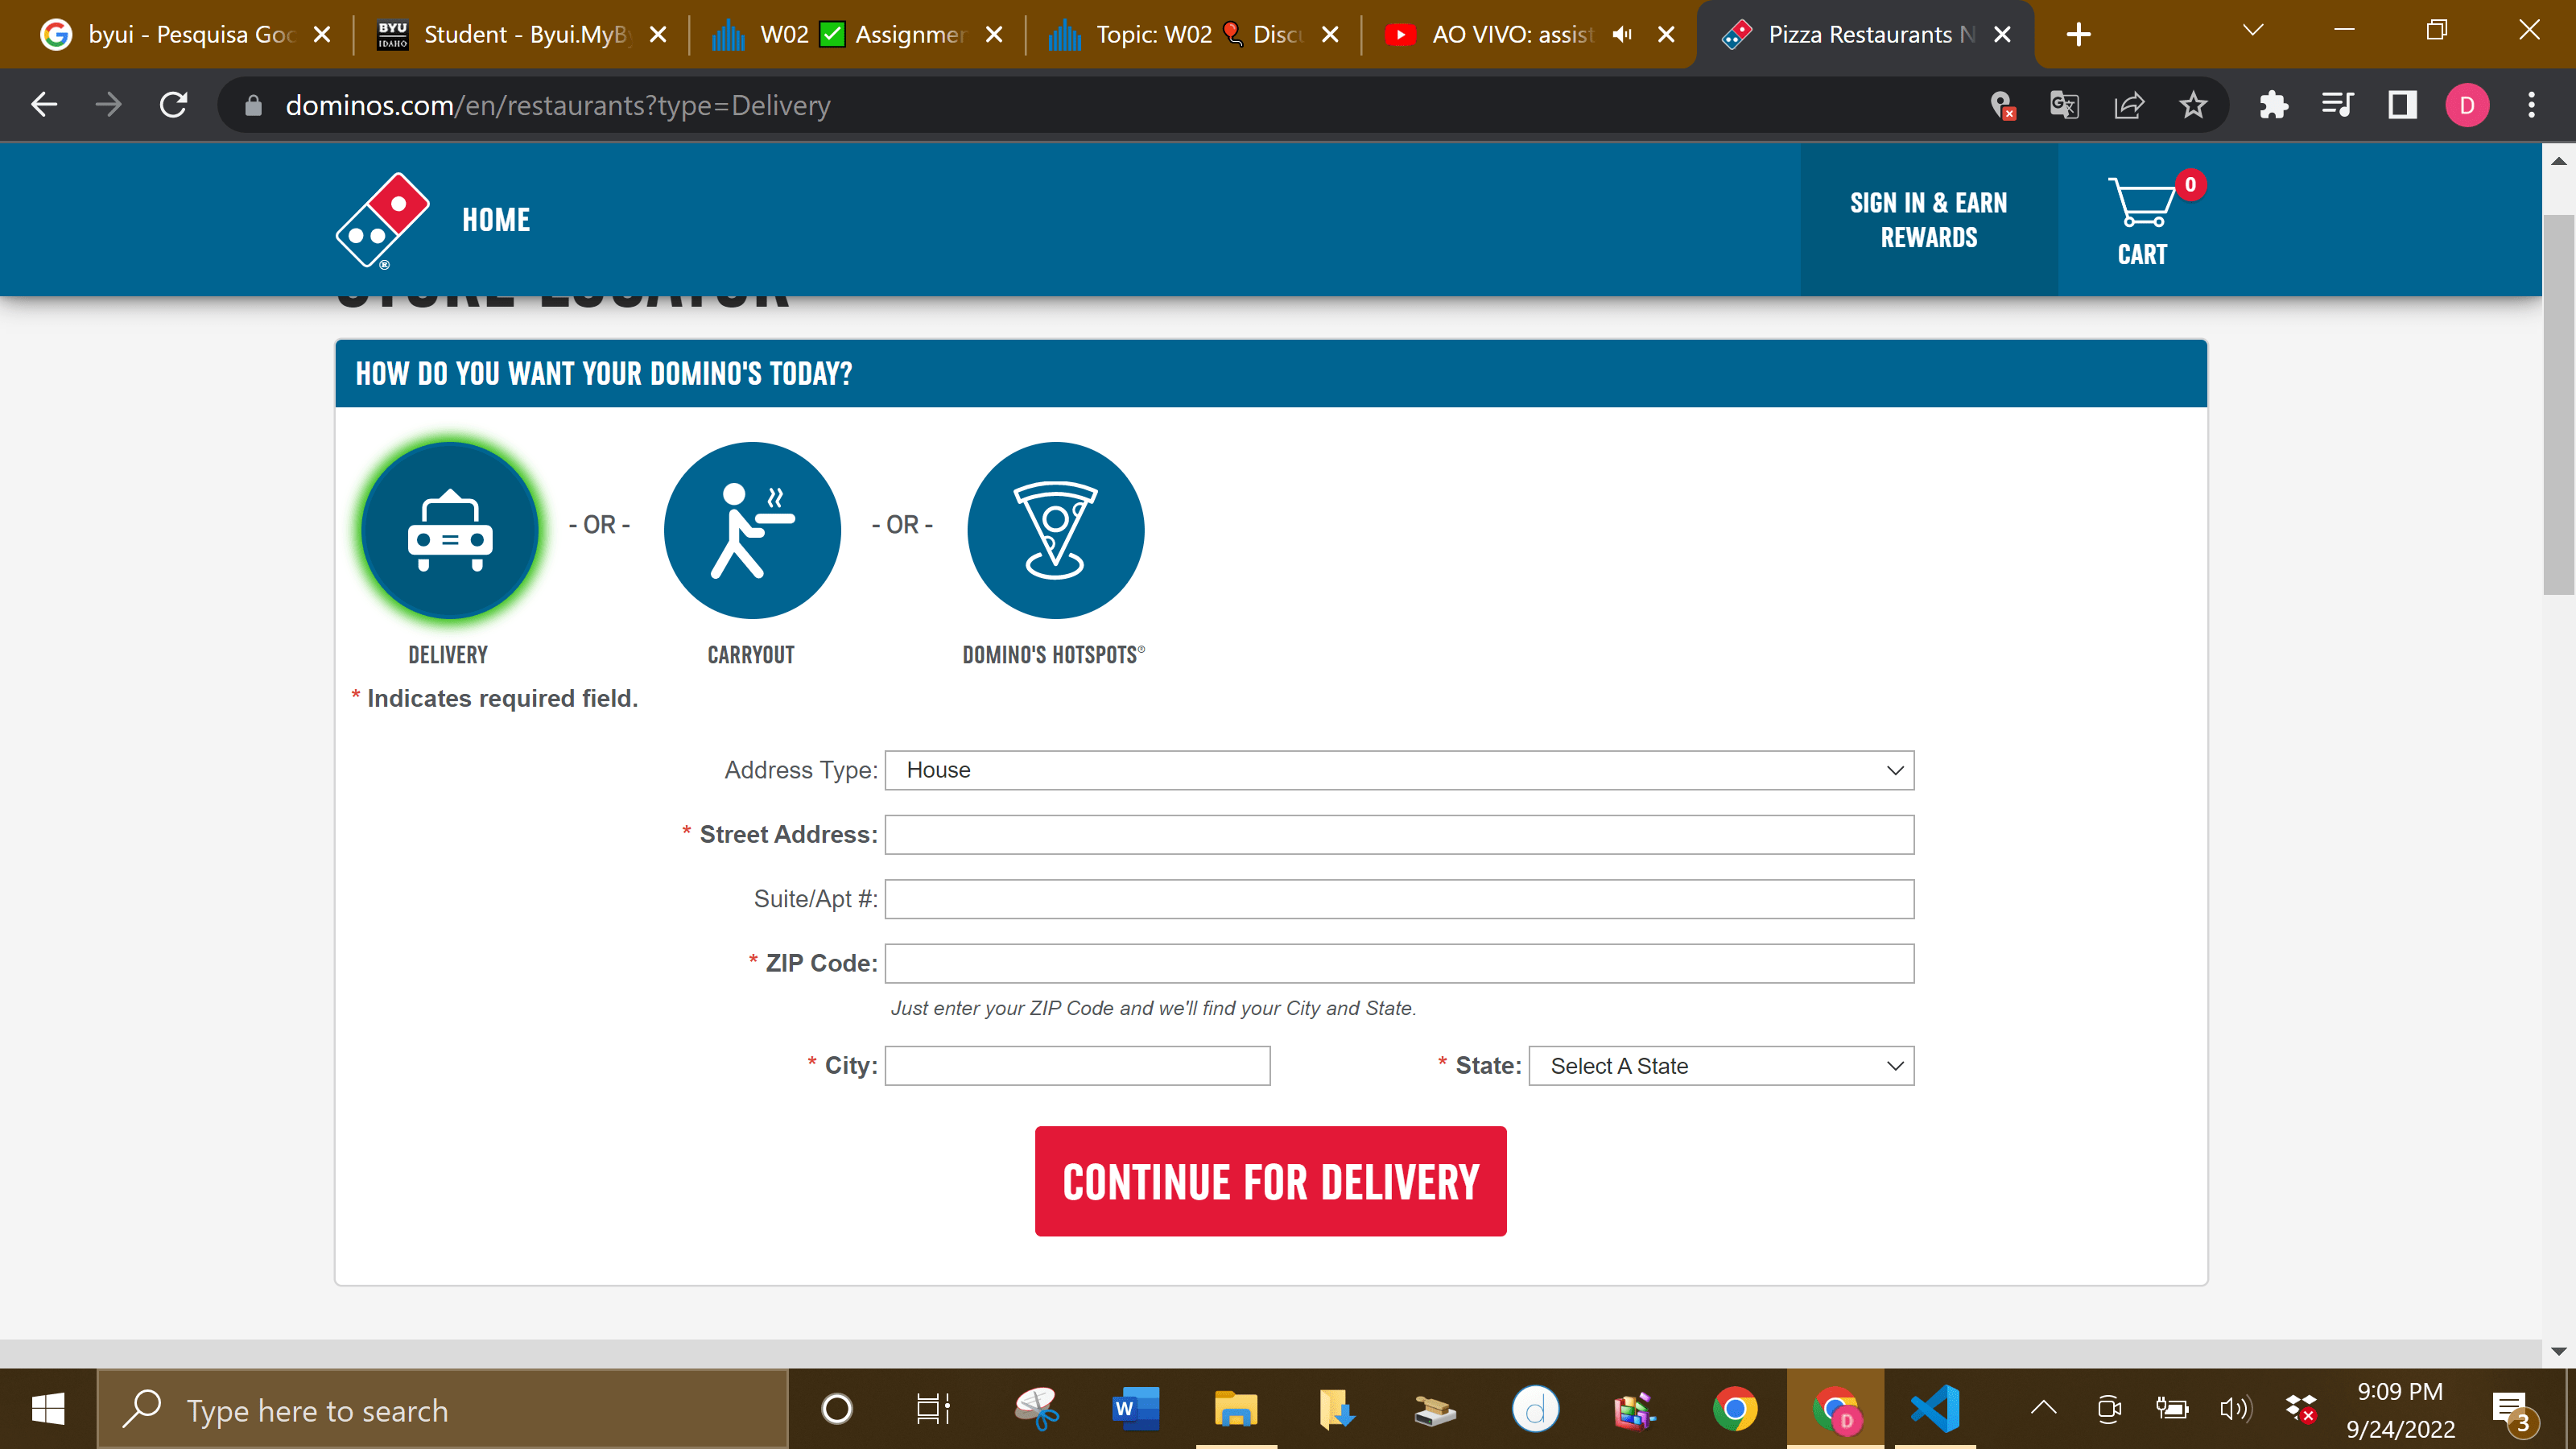 byui - Pesquisa Goo
Student - Byui.MyB
W02 ✅ Assignmen
Topic: W02 🎈 Discu
AO VIVO: assist
Pizza Restaurants N
dominos.com/en/restaurants?type=Delivery
D
HOME
SIGN IN & EARN
REWARDS
0
CART
STORE LOCATOR
HOW DO YOU WANT YOUR DOMINO'S TODAY?
- OR -
- OR -
DELIVERY
CARRYOUT
DOMINO'S HOTSPOTS®
* Indicates required field.
Address Type: House
* Street Address:
Suite/Apt #:
* ZIP Code:
Just enter your ZIP Code and we'll find your City and State.
* City:
* State: Select A State
CONTINUE FOR DELIVERY
Type here to search
9:09 PM
9/24/2022
3